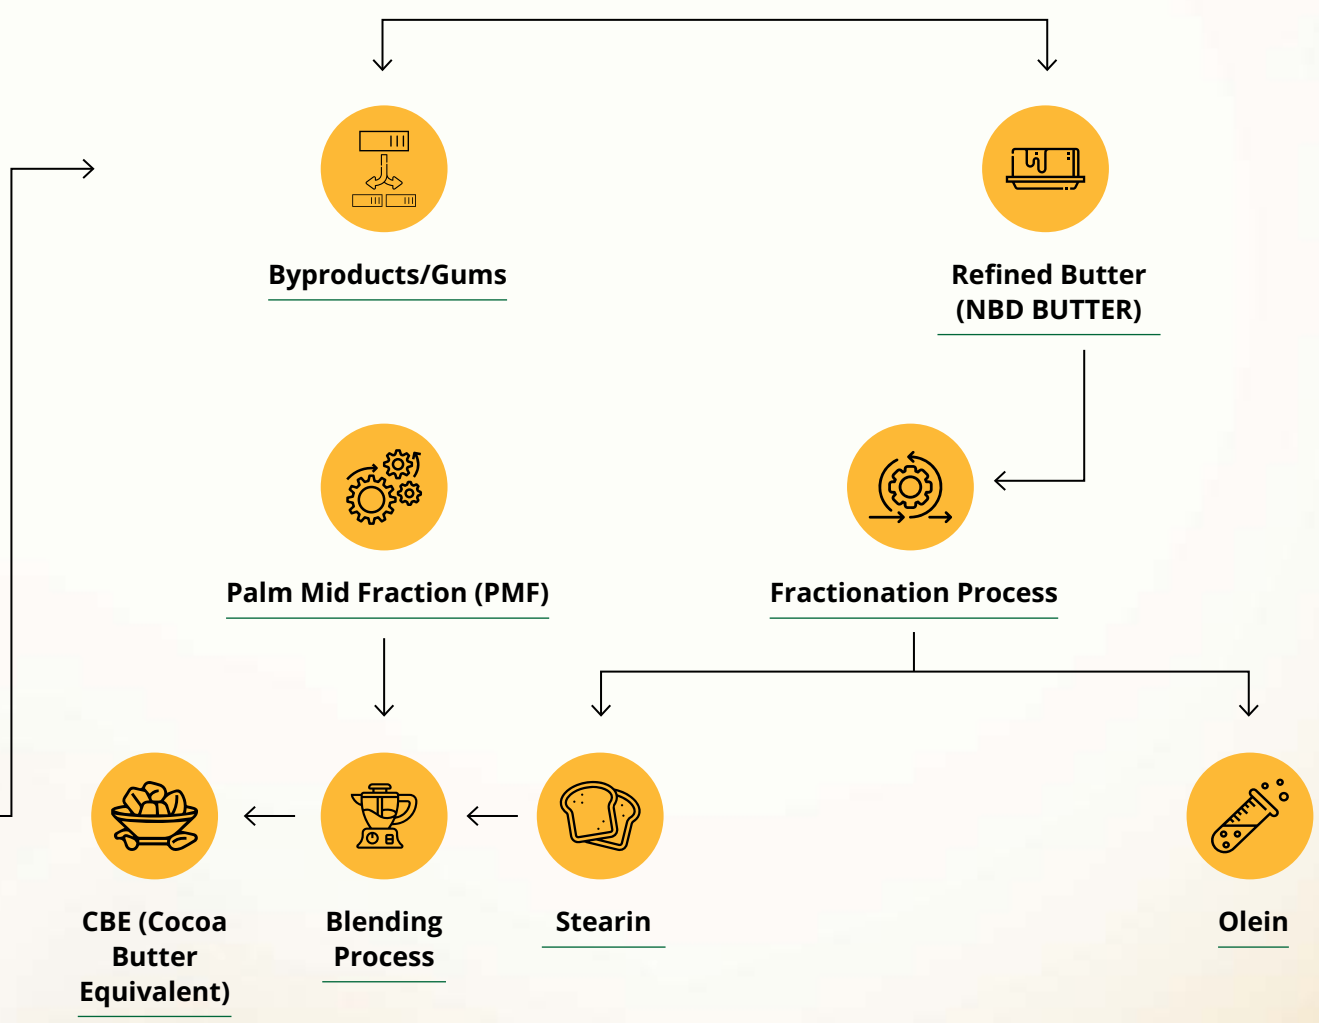 Byproducts/Gums
Refined Butter
(NBD BUTTER)
Palm Mid Fraction (PMF)
Fractionation Process
CBE (Cocoa
Butter
Equivalent)
Blending
Process
Stearin
Olein